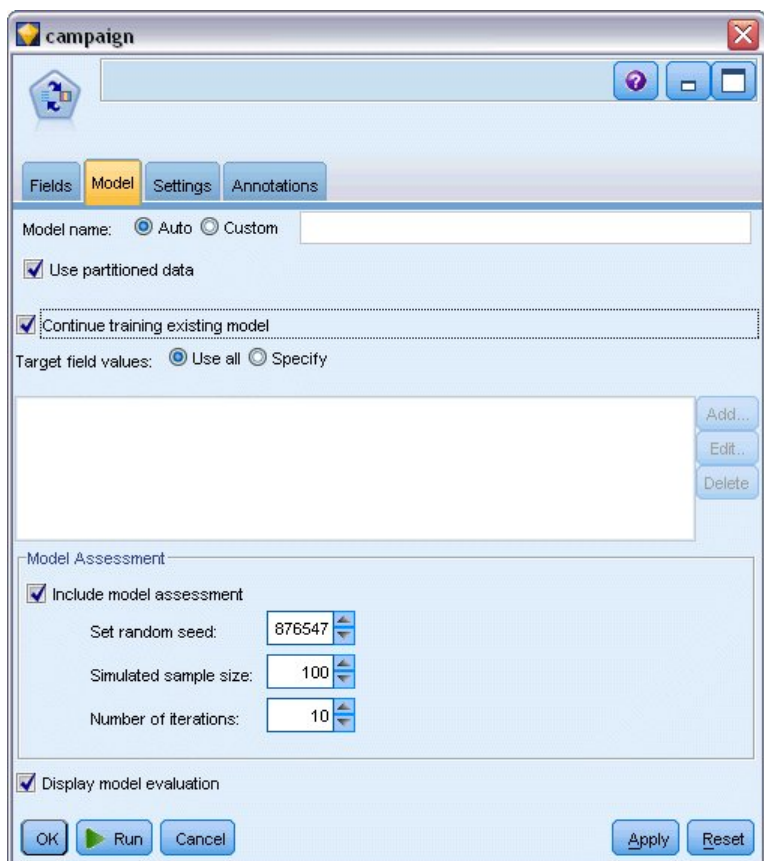 campaign
?
Fields Model Settings Annotations
Model name: Auto Custom
Use partitioned data
Continue training existing model
Target field values: Use all Specify
Add...
Edit..
Delete
Model Assessment
Include model assessment
Set random seed: 876547
Simulated sample size: 100
Number of iterations: 10
Display model evaluation
OK Run Cancel Apply Reset